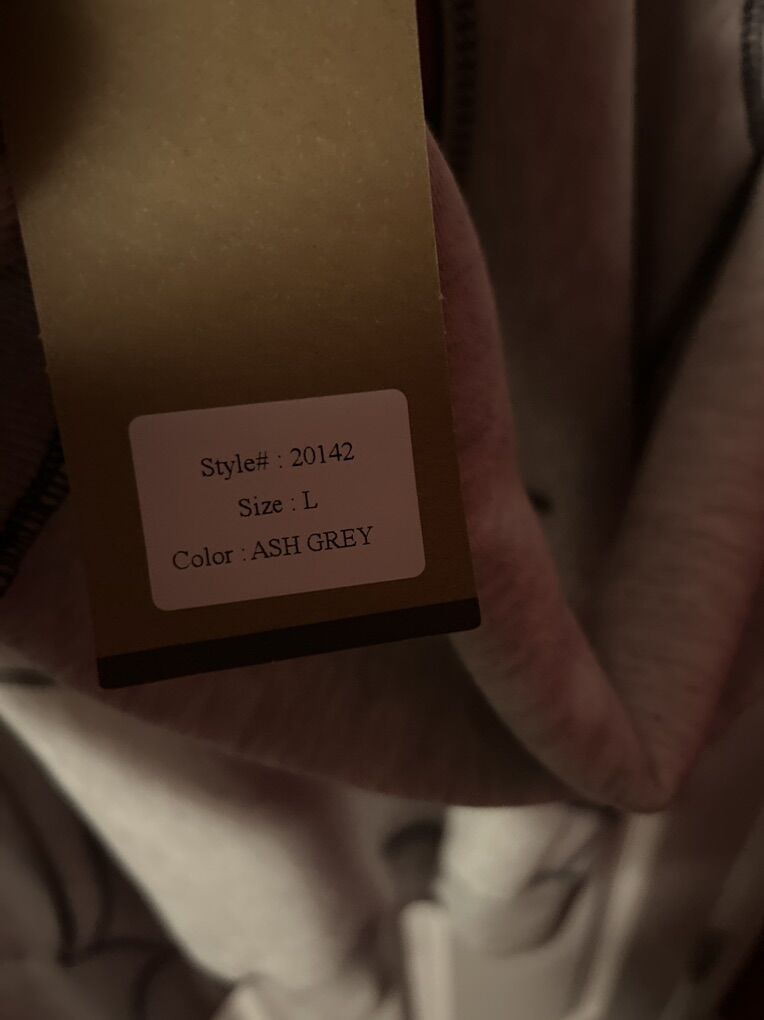 Style# : 20142
Size : L
Color : ASH GREY